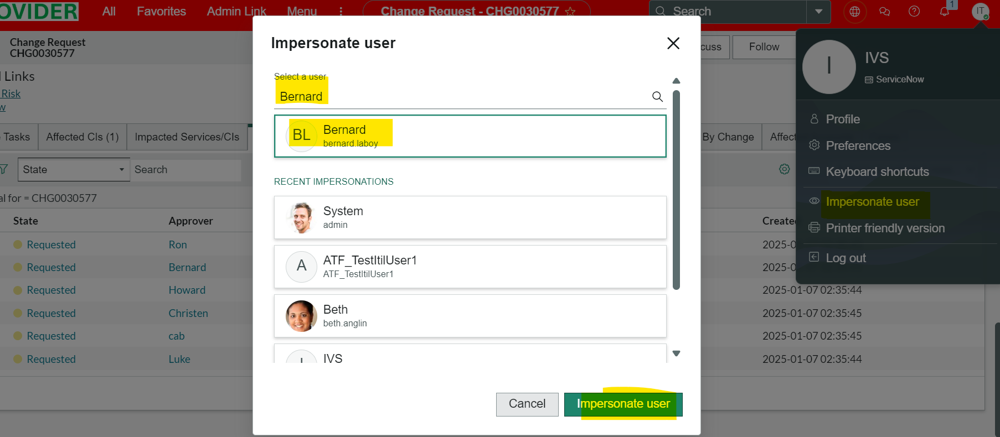 OVIDER All Favorites Admin Link Menu Change Request - CHG0030577 Search 1 IT
Change Request
CHG0030577
cuss Follow
Links
Risk
w
Tasks Affected CIs (1) Impacted Services/CIs By Change Affect
State Search
al for = CHG0030577
State Approver Create
Requested Ron 2025-0
Requested Bernard 2025-0
Requested Howard 2025-01-07 02:35:44
Requested Christen 2025-01-07 02:35:45
Requested cab 2025-01-07 02:35:45
Requested Luke 2025-01-07 02:35:44
Impersonate user
Select a user
Bernard
BL Bernard
bernard.laboy
RECENT IMPERSONATIONS
System
admin
A ATF_TestItilUser1
ATF_TestItilUser1
Beth
beth.anglin
I IVS
Cancel Impersonate user
I IVS
ServiceNow
Profile
Preferences
Keyboard shortcuts
Impersonate user
Printer friendly version
Log out